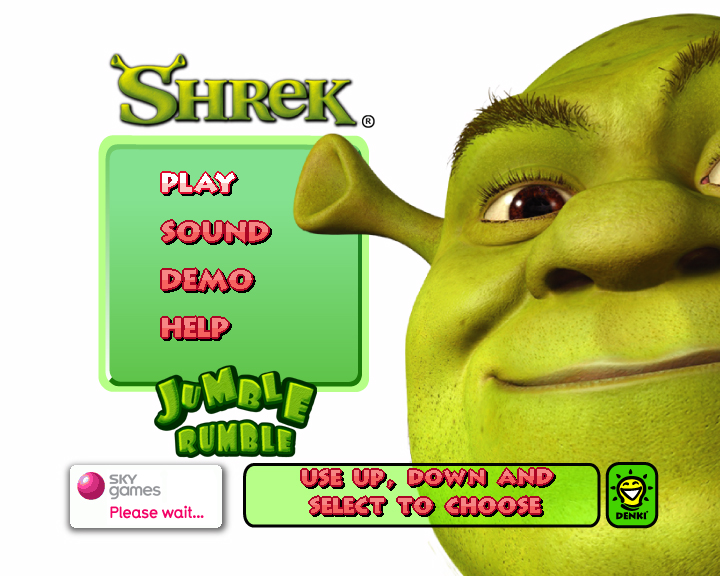 SHREK®
PLAY
SOUND
DEMO
HELP
JUMBLE
RUMBLE
SKY
games
Please wait...
USE UP, DOWN AND
SELECT TO CHOOSE
DENKI